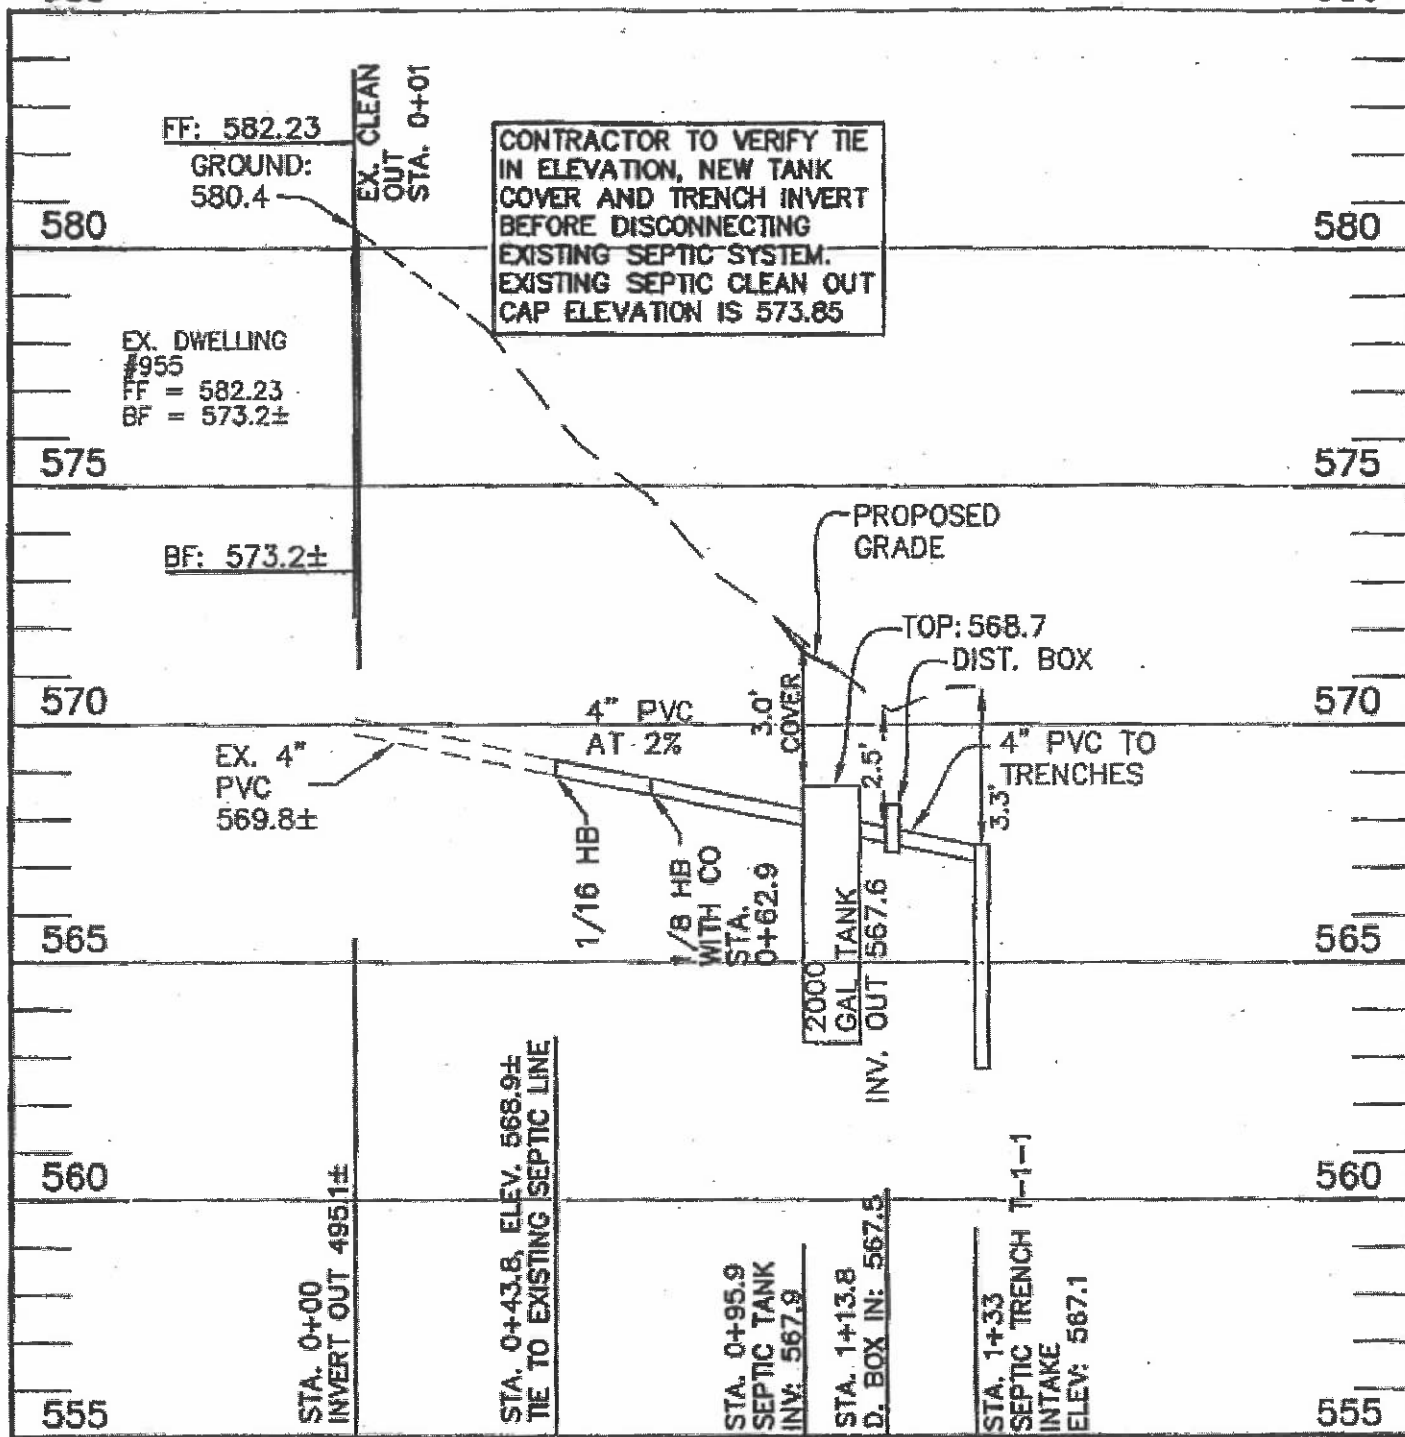 FF: 582.23
GROUND:
580.4
EX. CLEAN
OUT
STA. 0+01
CONTRACTOR TO VERIFY TIE
IN ELEVATION, NEW TANK
COVER AND TRENCH INVERT
BEFORE DISCONNECTING
EXISTING SEPTIC SYSTEM.
EXISTING SEPTIC CLEAN OUT
CAP ELEVATION IS 573.85
580
580
EX. DWELLING
#955
FF = 582.23
BF = 573.2±
575
575
PROPOSED
GRADE
BF: 573.2±
TOP: 568.7
DIST. BOX
570
570
4" PVC
AT 2%
3.0'
COVER
EX. 4"
PVC
569.8±
2.5'
4" PVC TO
TRENCHES
3.3'
1/16 HB
1/8 HB
WITH CO
STA.
0+62.9
565
565
2000
GAL TANK
INV. OUT 567.6
560
560
STA. 0+00
INVERT OUT 495.1±
STA. 0+43.8, ELEV. 568.9±
TIE TO EXISTING SEPTIC LINE
STA. 0+95.9
SEPTIC TANK
INV: 567.9
STA. 1+13.8
D. BOX IN: 567.5
STA. 1+33
SEPTIC TRENCH T-1-1
INTAKE
ELEV: 567.1
555
555